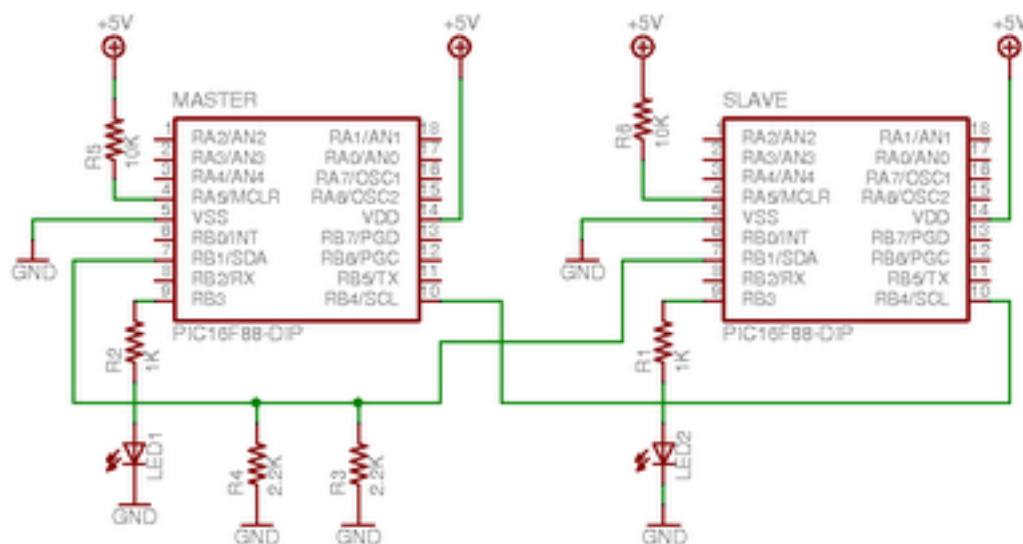 +5V
+5V
+5V
+5V
MASTER
SLAVE
R5
10K
R6
10K
1 RA2/AN2 RA1/AN1 18
2 RA3/AN3 RA0/AN0 17
3 RA4/AN4 RA7/OSC1 16
4 RA5/MCLR RA6/OSC2 15
5 VSS VDD 14
6 RB0/INT RB7/PGD 13
7 RB1/SDA RB6/PGC 12
8 RB2/RX RB5/TX 11
9 RB3 RB4/SCL 10
PIC16F88-DIP
GND
1 RA2/AN2 RA1/AN1 18
2 RA3/AN3 RA0/AN0 17
3 RA4/AN4 RA7/OSC1 16
4 RA5/MCLR RA6/OSC2 15
5 VSS VDD 14
6 RB0/INT RB7/PGD 13
7 RB1/SDA RB6/PGC 12
8 RB2/RX RB5/TX 11
9 RB3 RB4/SCL 10
PIC16F88-DIP
GND
R2
1K
R1
1K
LED1
R4
2.2K
R3
2.2K
LED2
GND
GND
GND
GND